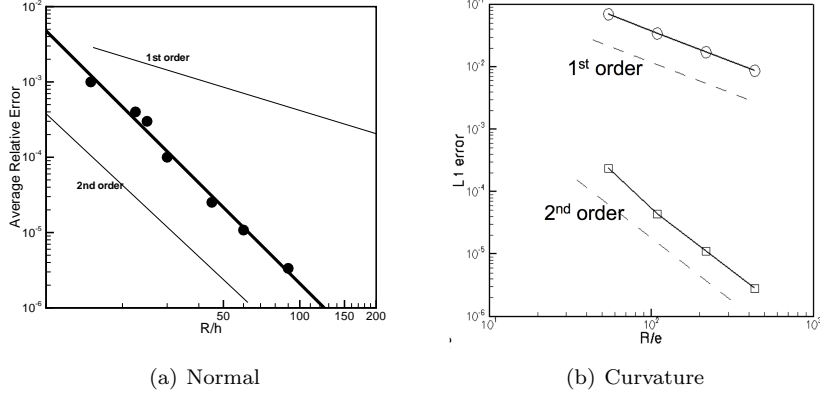 10-2
10-3
10-4
10-5
10-6
Average Relative Error
1st order
2nd order
50 100 150 200
R/h
(a) Normal
10-1
10-2
10-3
10-4
10-5
10-6
L1 error
1st order
2nd order
101 102 103
R/e
(b) Curvature